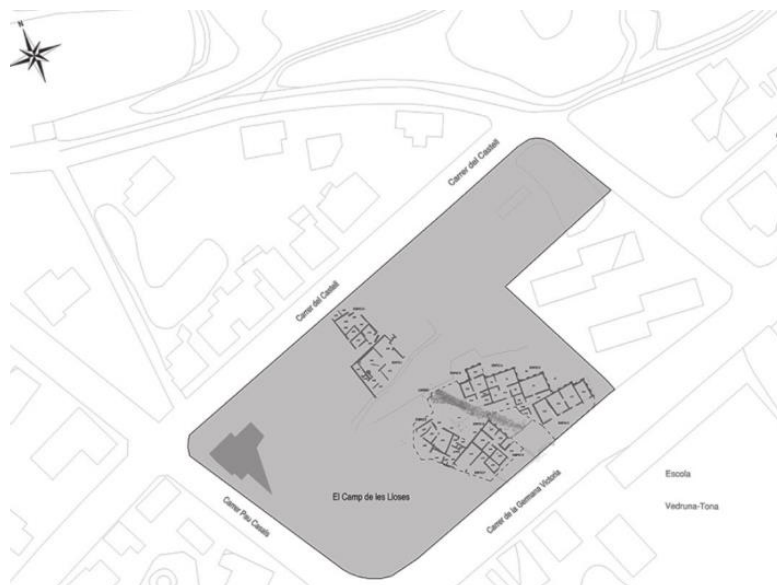 N
Carrer del Castell
Carrer del Castell
El Camp de les Lloses
Carrer Pau Casals
Carrer de la Germana Victoria
Escola
Vedruna-Tona